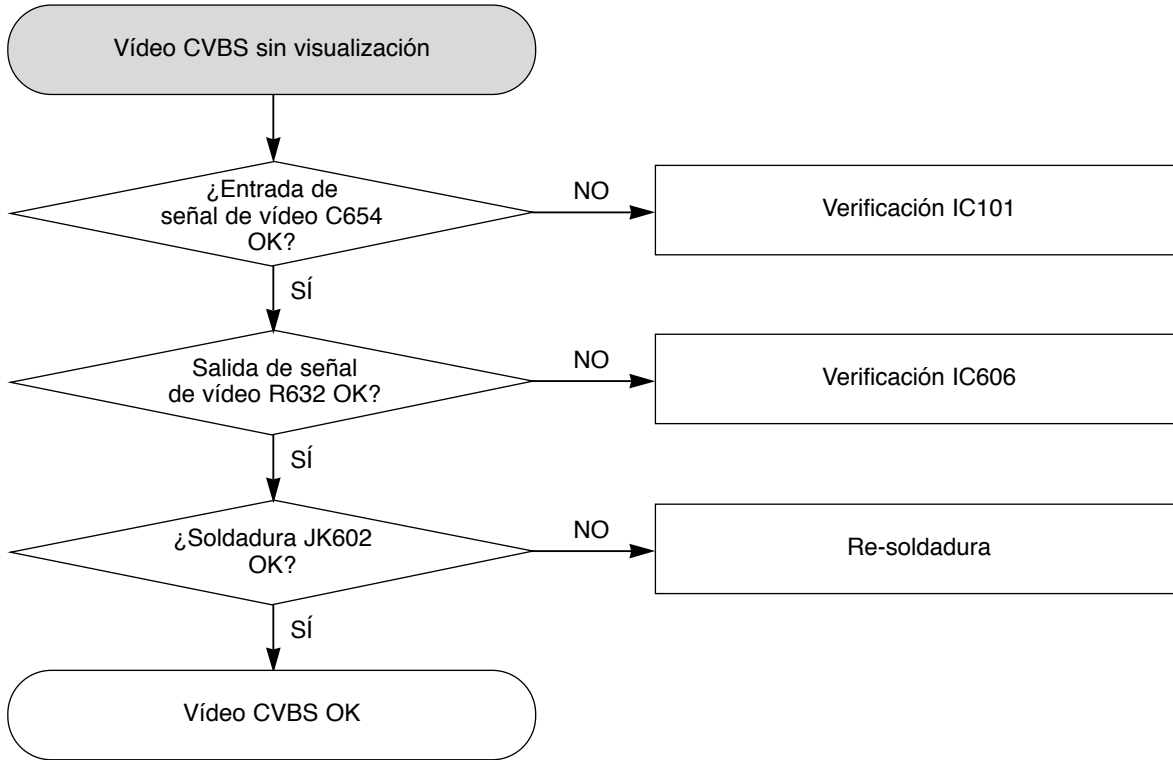 Vídeo CVBS sin visualización
¿Entrada de
señal de vídeo C654
OK?
NO
Verificación IC101
SÍ
Salida de señal
de vídeo R632 OK?
NO
Verificación IC606
SÍ
¿Soldadura JK602
OK?
NO
Re-soldadura
SÍ
Vídeo CVBS OK